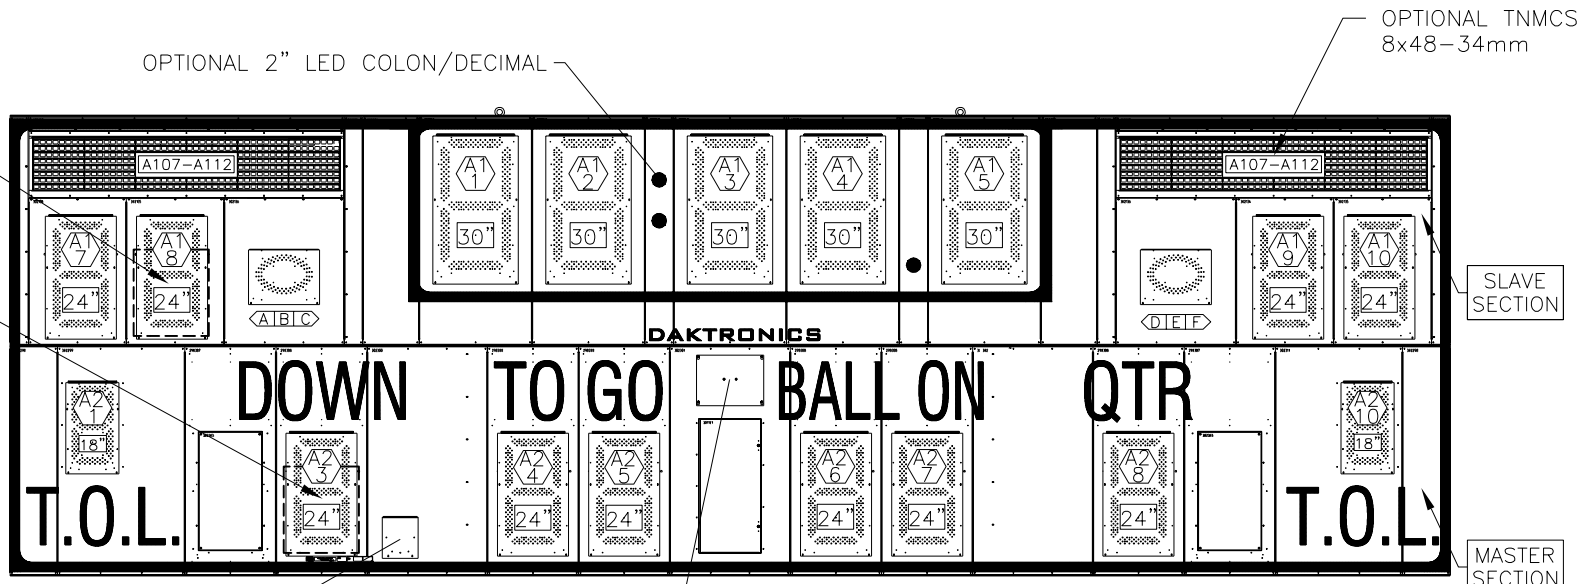 OPTIONAL TNMCS
8x48-34mm
OPTIONAL 2" LED COLON/DECIMAL
A107-A112
A1
1
30"
A1
2
30"
A1
3
30"
A1
4
30"
A1
5
30"
A107-A112
A1
7
24"
A1
8
24"
A|B|C
D|E|F
A1
9
24"
A1
10
24"
SLAVE
SECTION
DAKTRONICS
DOWN TO GO BALL ON QTR
A2
1
18"
A2
10
18"
A2
3
24"
A2
4
24"
A2
5
24"
A2
6
24"
A2
7
24"
A2
8
24"
T.O.L.
T.O.L.
MASTER
SECTION